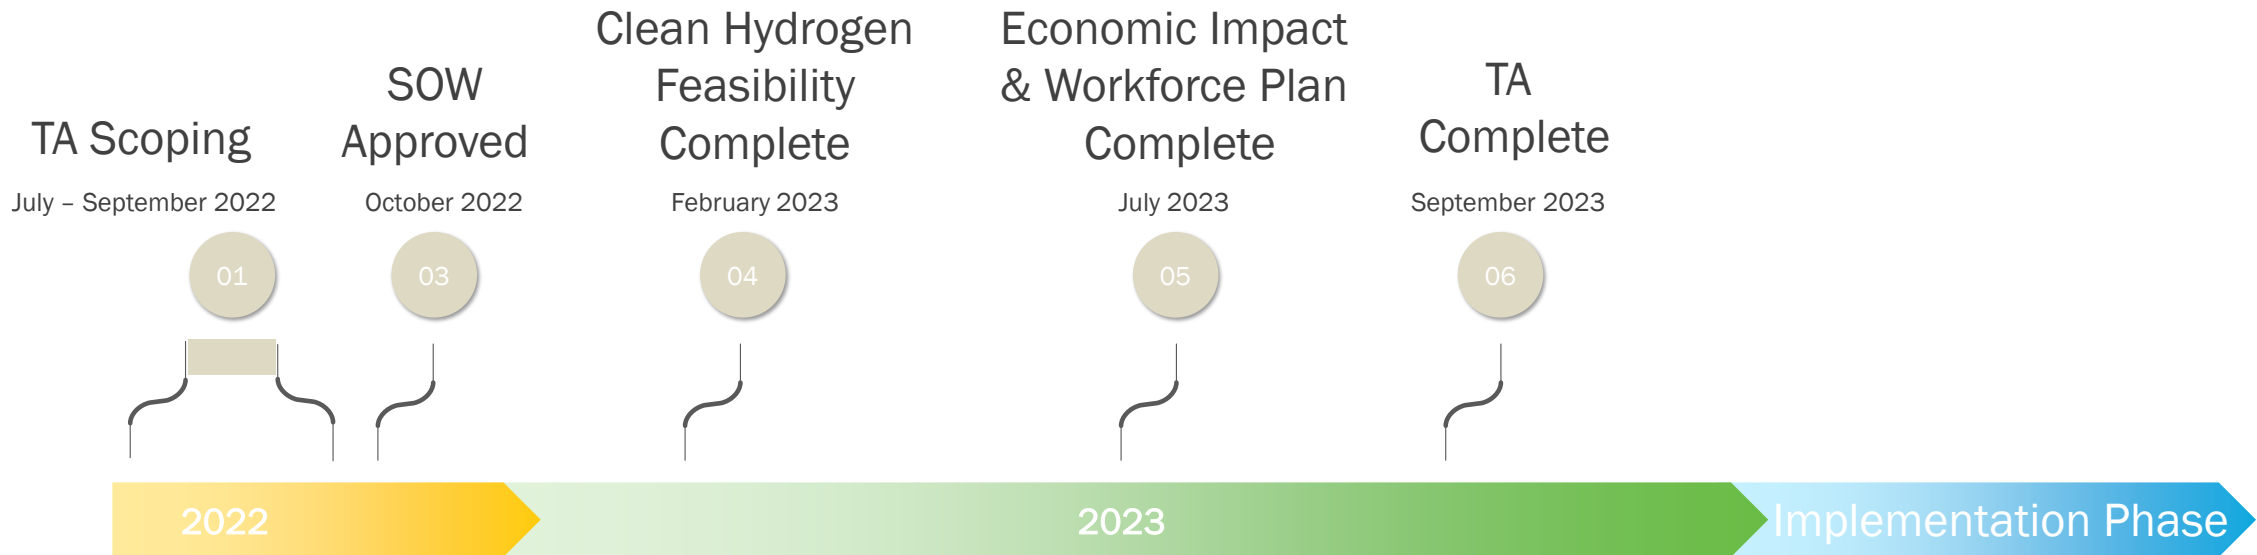 TA Scoping
July – September 2022
01
SOW
Approved
October 2022
03
Clean Hydrogen
Feasibility
Complete
February 2023
04
Economic Impact
& Workforce Plan
Complete
July 2023
05
TA
Complete
September 2023
06
2022
2023
Implementation Phase